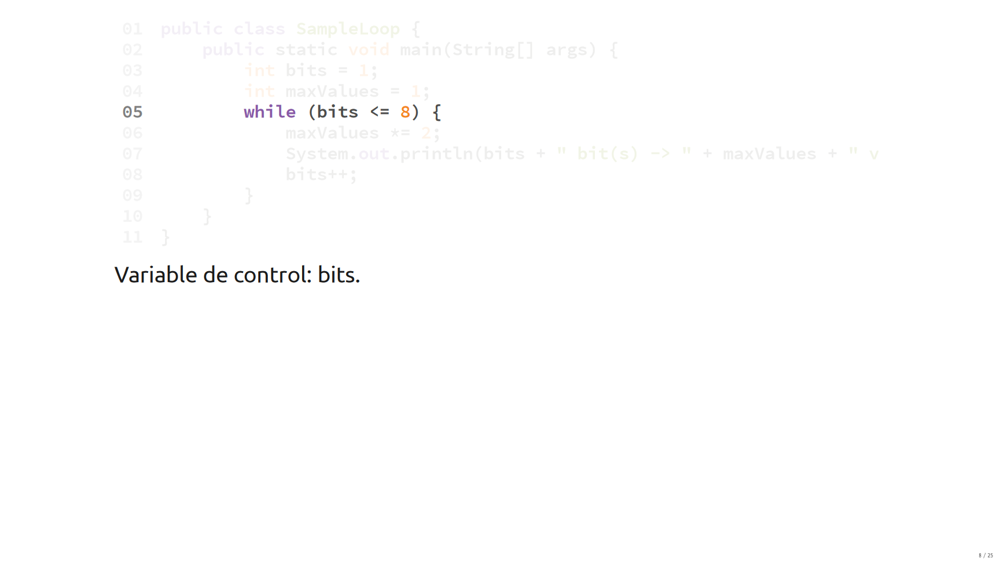 01 public class SampleLoop {
02 public static void main(String[] args) {
03 int bits = 1;
04 int maxValues = 1;
05 while (bits <= 8) {
06 maxValues *= 2;
07 System.out.println(bits + " bit(s) -> " + maxValues + " v
08 bits++;
09 }
10 }
11 }
Variable de control: bits.
8 / 25